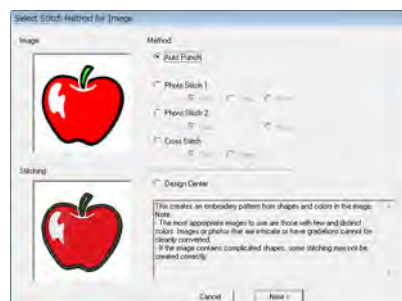 Select Stitch Method for Image
Image
Method
Auto Punch
Photo Stitch 1
Photo Stitch 2
Cross Stitch
Stitching
Design Center
This creates an embroidery pattern from shapes and colors in the image.
Note:
- The most appropriate images to use are those with few and distinct
colors. Images or photos that are intricate or have gradations cannot be
cleanly converted.
- If the image contains complicated shapes, some stitching may not be
created correctly.
Cancel
Next >